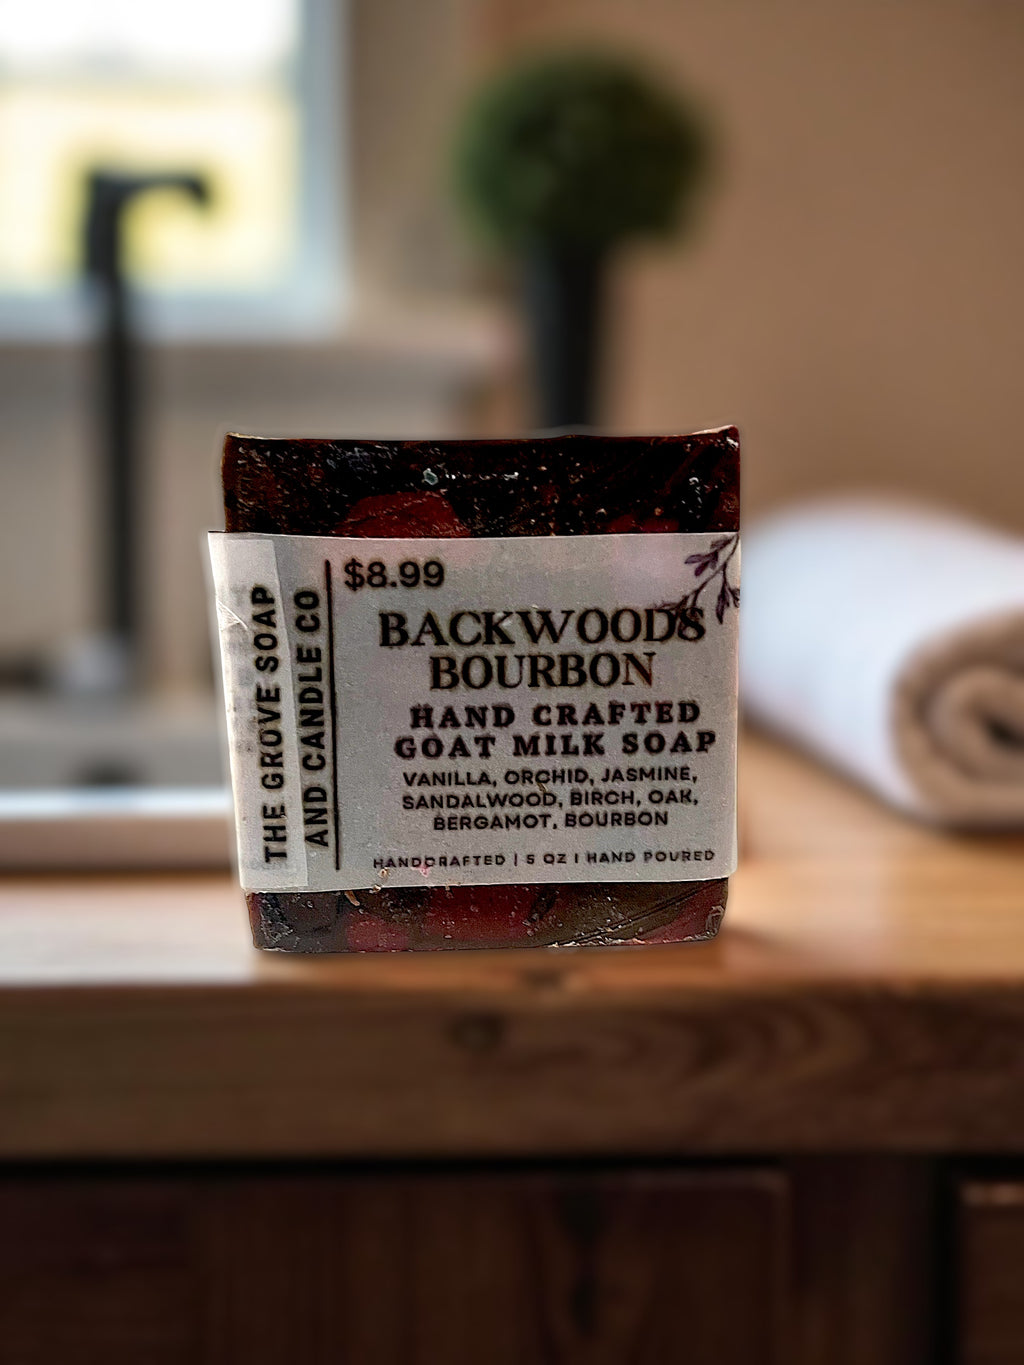 THE GROVE SOAP
AND CANDLE CO
$8.99
BACKWOODS
BOURBON
HAND CRAFTED
GOAT MILK SOAP
VANILLA, ORCHID, JASMINE,
SANDALWOOD, BIRCH, OAK,
BERGAMOT, BOURBON
HANDCRAFTED | 5 OZ | HAND POURED